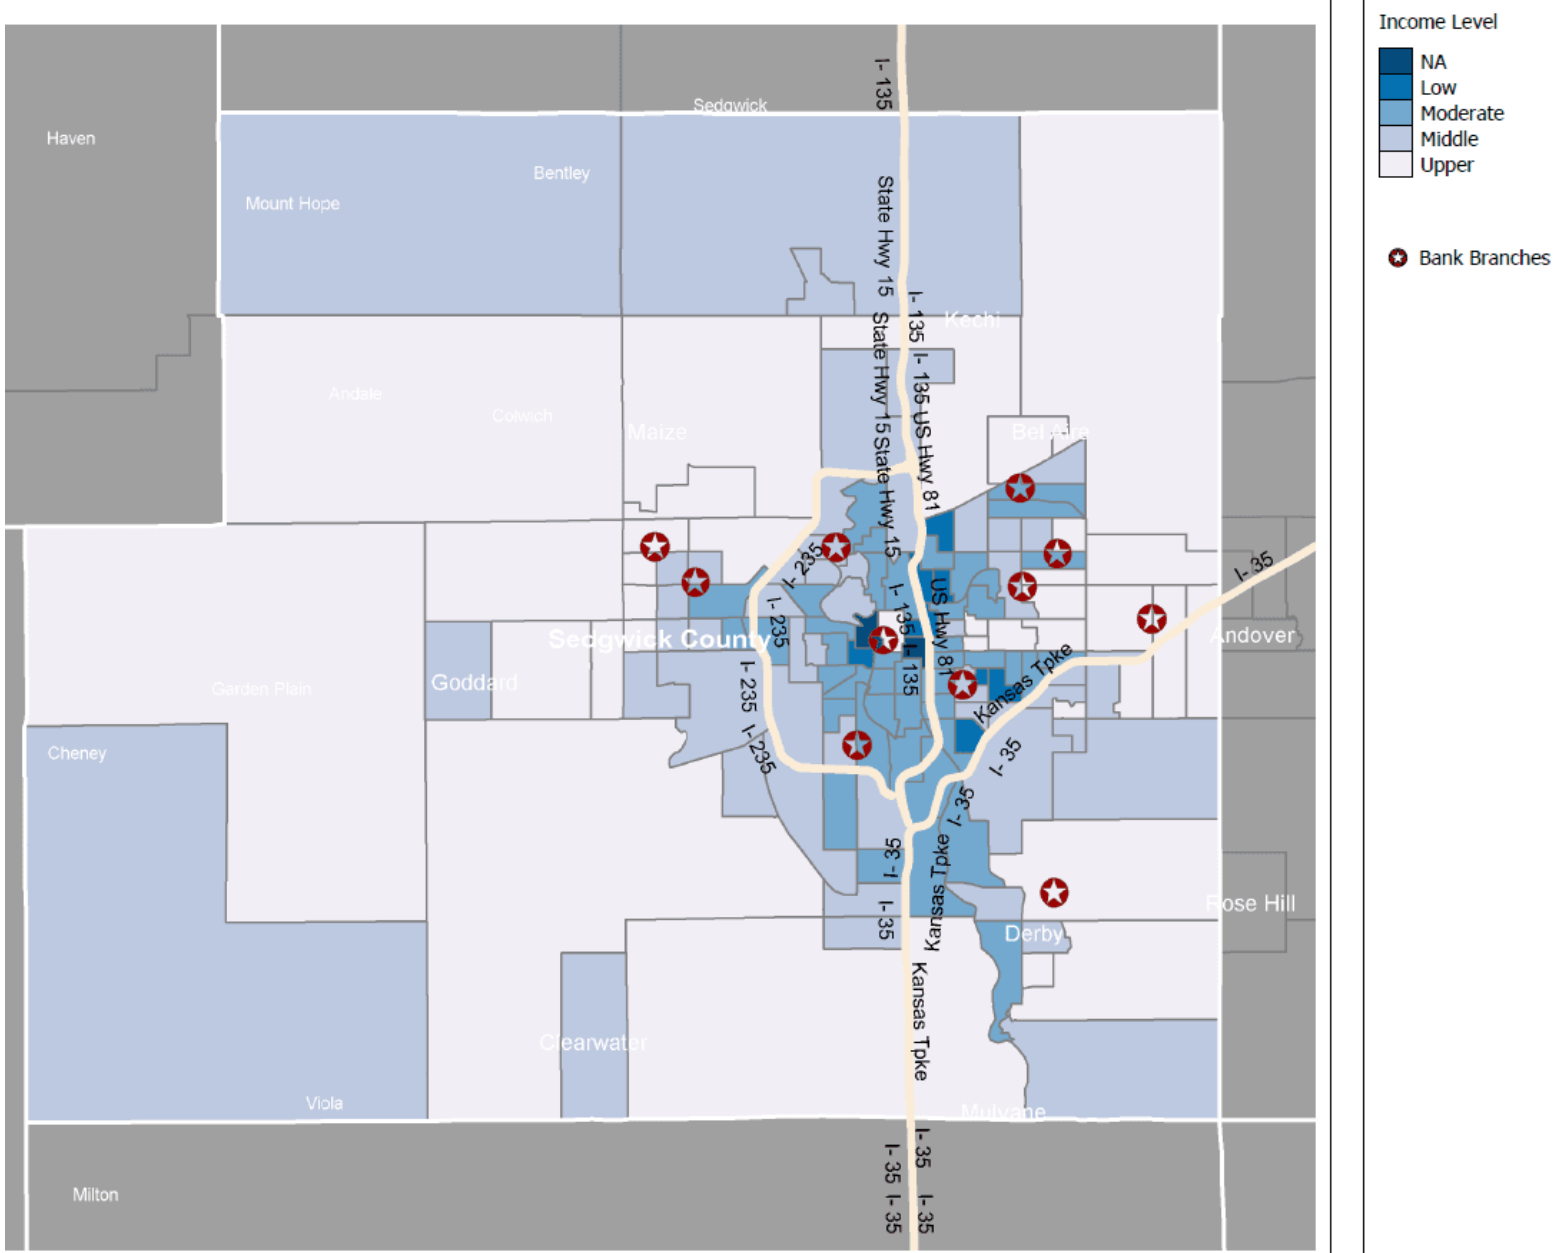 Income Level
NA
Low
Moderate
Middle
Upper
Bank Branches
I- 135
Sedgwick
Haven
Bentley
Mount Hope
State Hwy 15
I- 135
Kechi
State Hwy 15
I- 135
Andale
Colwich
Maize
US Hwy 81
Bel Aire
State Hwy 15
I- 235
I- 35
I- 135
US Hwy 81
I- 235
Sedgwick County
Andover
I- 135
Kansas Tpke
I- 235
Goddard
Garden Plain
I- 235
Cheney
I- 35
I- 35
I- 35
Kansas Tpke
I- 35
Rose Hill
Derby
Kansas Tpke
Clearwater
Viola
Mulvane
I- 35
I- 35
Milton
I- 35
I- 35